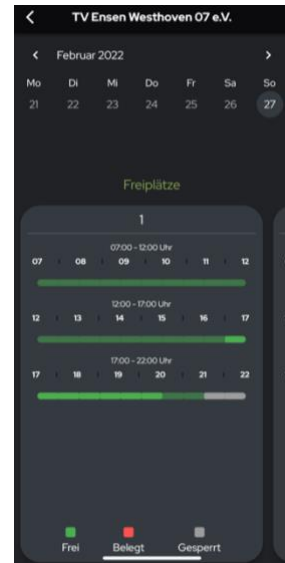 TV Ensen Westhoven 07 e.V.
Februar 2022
Mo Di Mi Do Fr Sa So
21 22 23 24 25 26 27
Freiplätze
1
07:00 - 12:00 Uhr
07 08 09 10 11 12
12:00 - 17:00 Uhr
12 13 14 15 16 17
17:00 - 22:00 Uhr
17 18 19 20 21 22
Frei Belegt Gesperrt